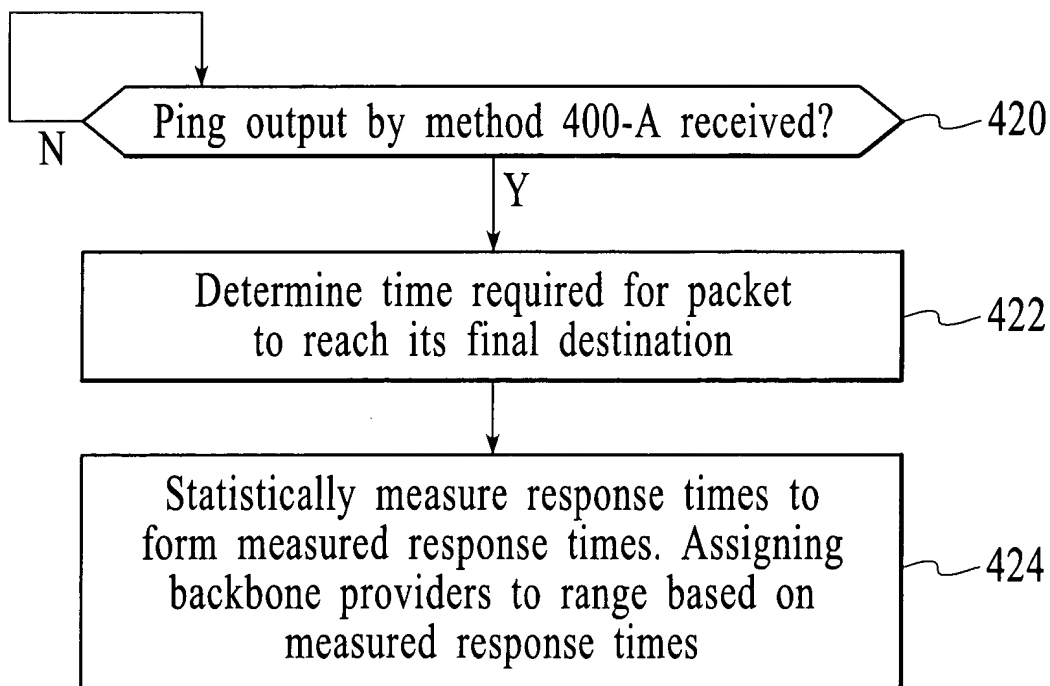 Ping output by method 400-A received?
420
N
Y
Determine time required for packet
to reach its final destination
422
Statistically measure response times to
form measured response times. Assigning
backbone providers to range based on
measured response times
424